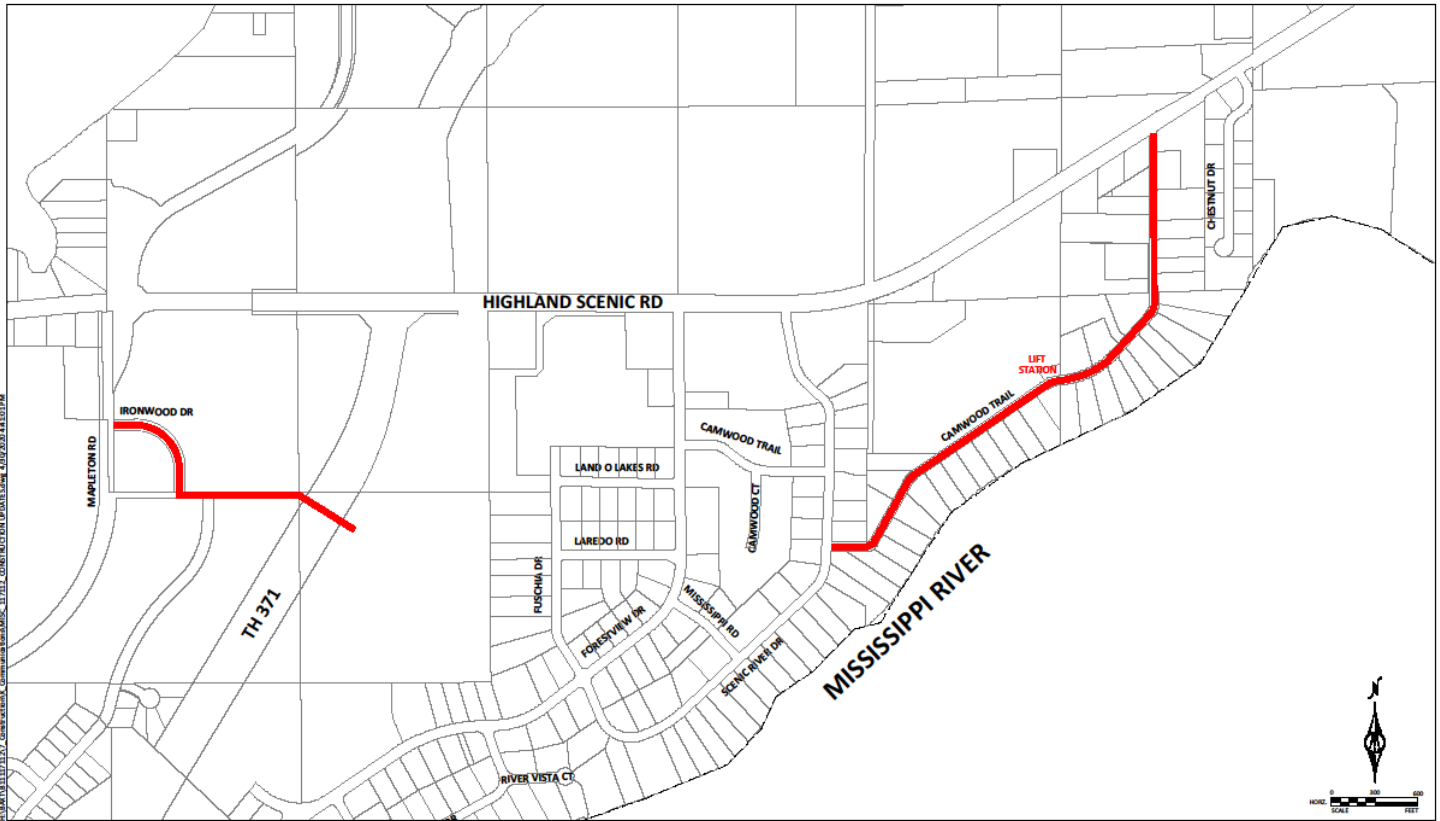 CHESTNUT DR
HIGHLAND SCENIC RD
LIFT
STATION
CAMWOOD TRAIL
IRONWOOD DR
MAPLETON RD
CAMWOOD TRAIL
LAND O LAKES RD
CAMWOOD CT
LAREDO RD
FUSCHIA DR
MISSISSIPPI RD
FORESTVIEW DR
TH 371
SCENIC RIVER DR
MISSISSIPPI RIVER
RIVER VISTA CT
N
0 300 600
HORZ.
SCALE FEET